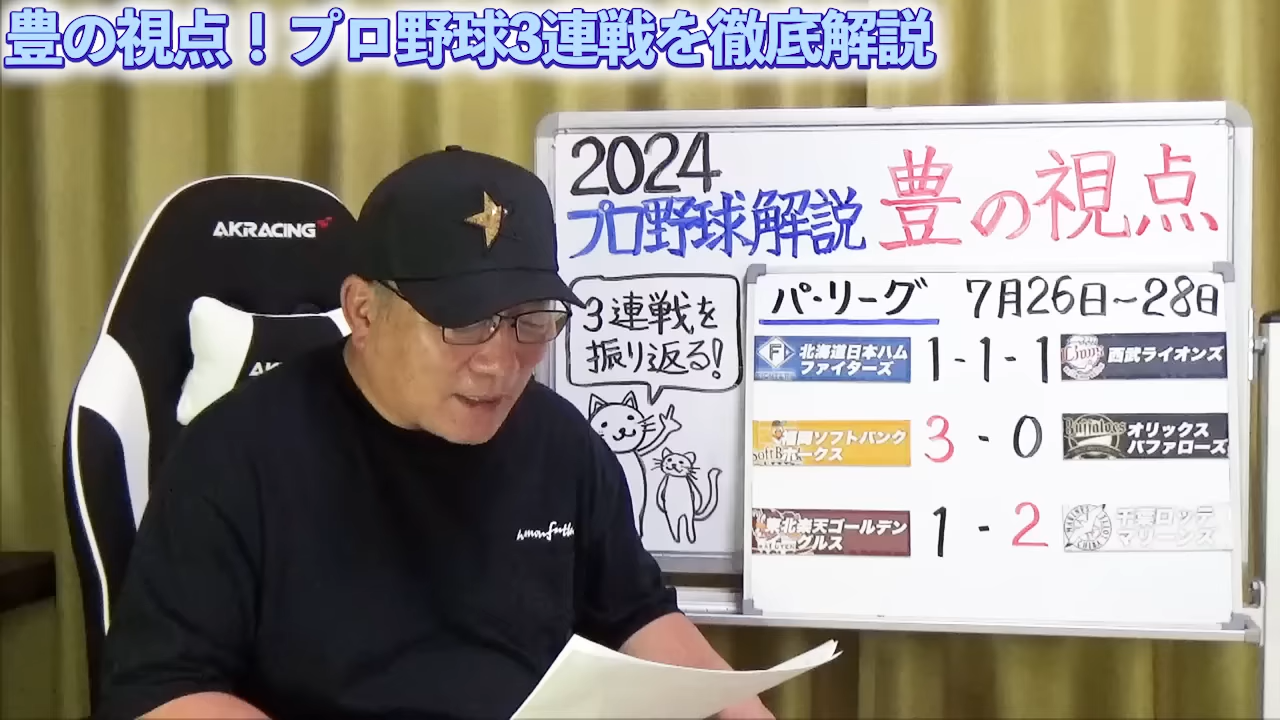 豊の視点！プロ野球3連戦を徹底解説
2024
プロ野球解説 豊の視点
AKRACING
3連戦を
振り返る!
パ・リーグ 7月26日~28日
北海道日本ハム
ファイターズ
1-1-1
Lions
西武ライオンズ
福岡ソフトバンク
ホークス
3-0
Buffaloes
オリックス
バファローズ
東北楽天ゴールデン
グルス
1-2
千葉ロッテ
マリーンズ